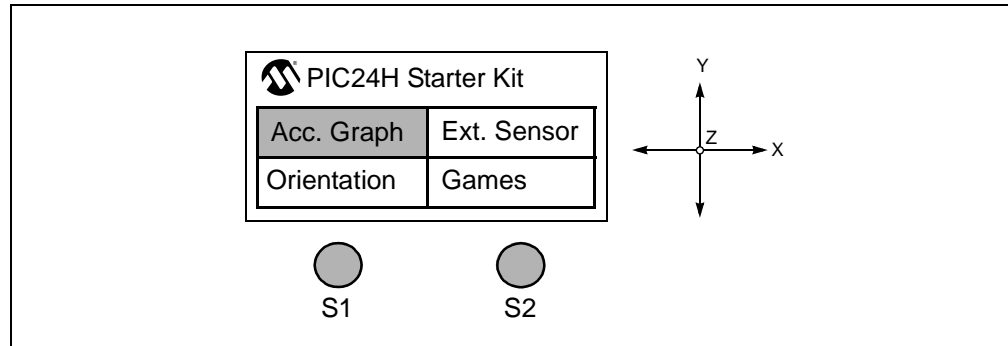 PIC24H Starter Kit
Acc. Graph Ext. Sensor
Orientation Games
Y
Z
X
S1 S2